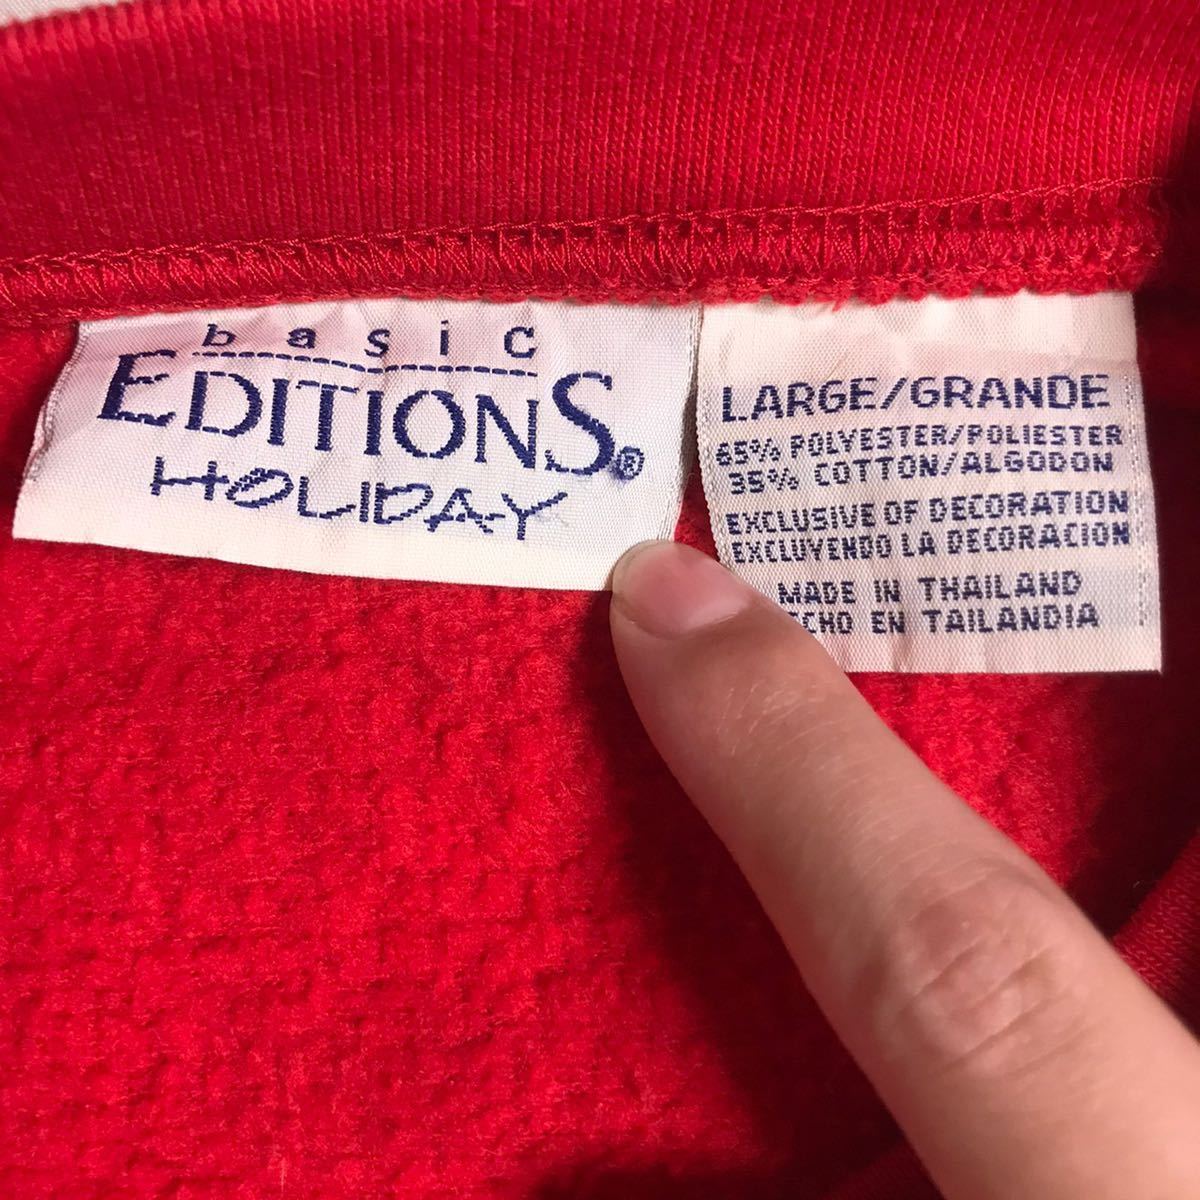 basic
EDITIONS®
HOLIDAY
LARGE/GRANDE
65% POLYESTER/POLIESTER
35% COTTON/ALGODON
EXCLUSIVE OF DECORATION
EXCLUYENDO LA DECORACION
MADE IN THAILAND
ECHO EN TAILANDIA